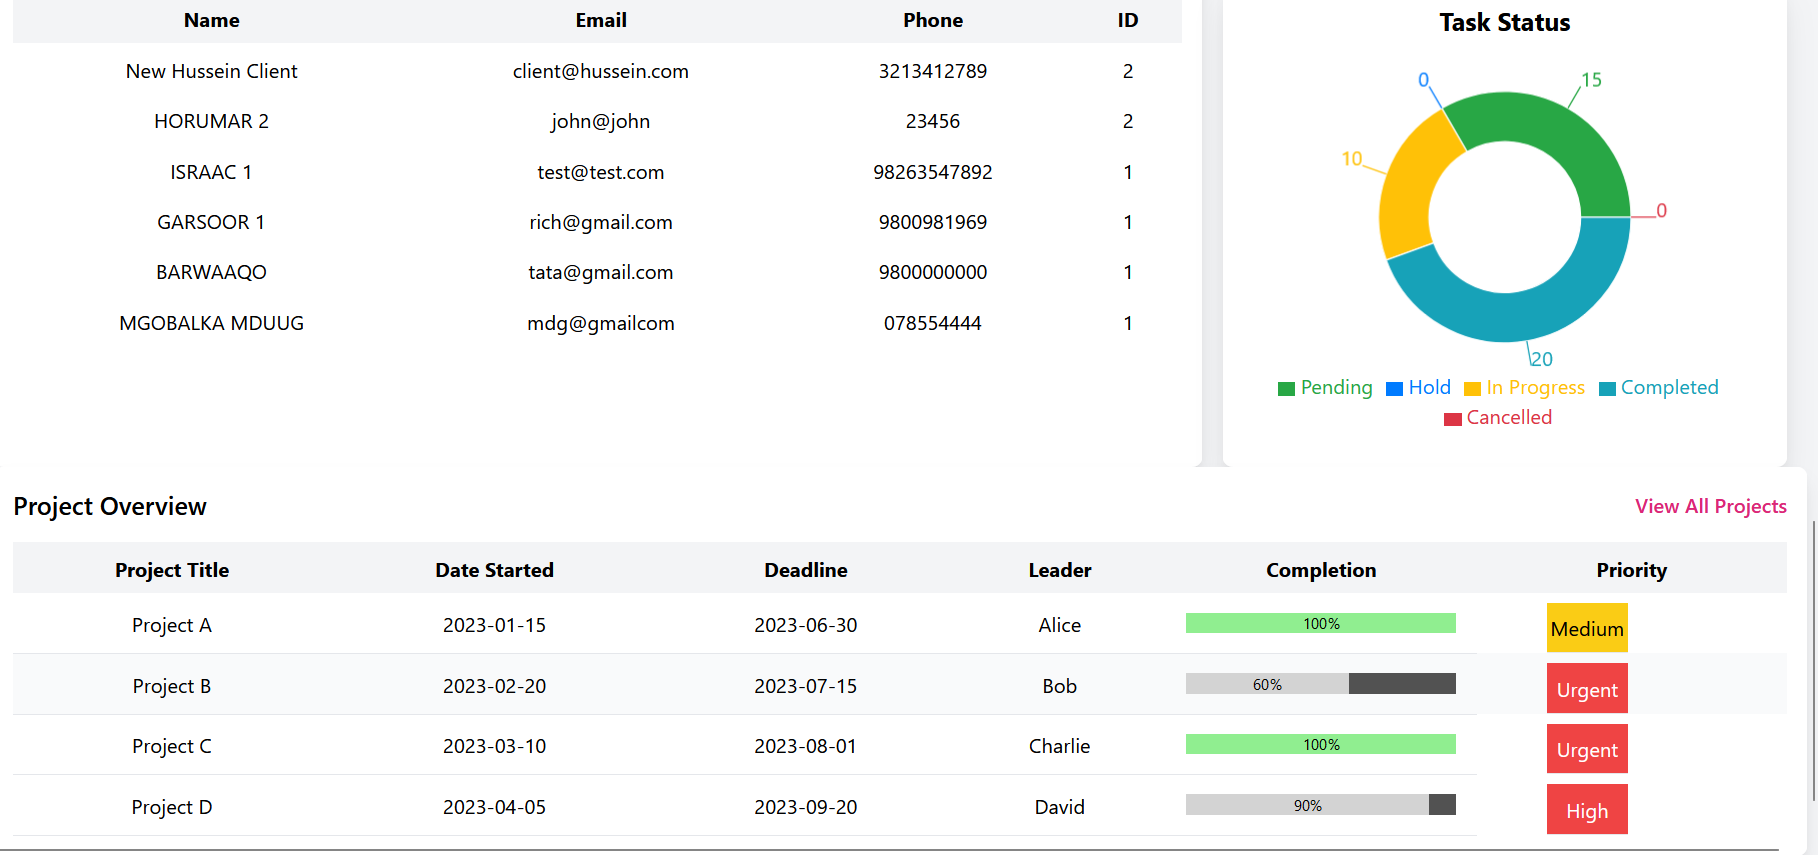 Name Email Phone ID
New Hussein Client client@hussein.com 3213412789 2
HORUMAR 2 john@john 23456 2
ISRAAC 1 test@test.com 98263547892 1
GARSOOR 1 rich@gmail.com 9800981969 1
BARWAAQO tata@gmail.com 9800000000 1
MGOBALKA MDUUG mdg@gmailcom 078554444 1
Task Status
0 15
10
0
20
Pending Hold In Progress Completed
Cancelled
Project Overview View All Projects
Project Title Date Started Deadline Leader Completion Priority
Project A 2023-01-15 2023-06-30 Alice 100% Medium
Project B 2023-02-20 2023-07-15 Bob 60% Urgent
Project C 2023-03-10 2023-08-01 Charlie 100% Urgent
Project D 2023-04-05 2023-09-20 David 90% High